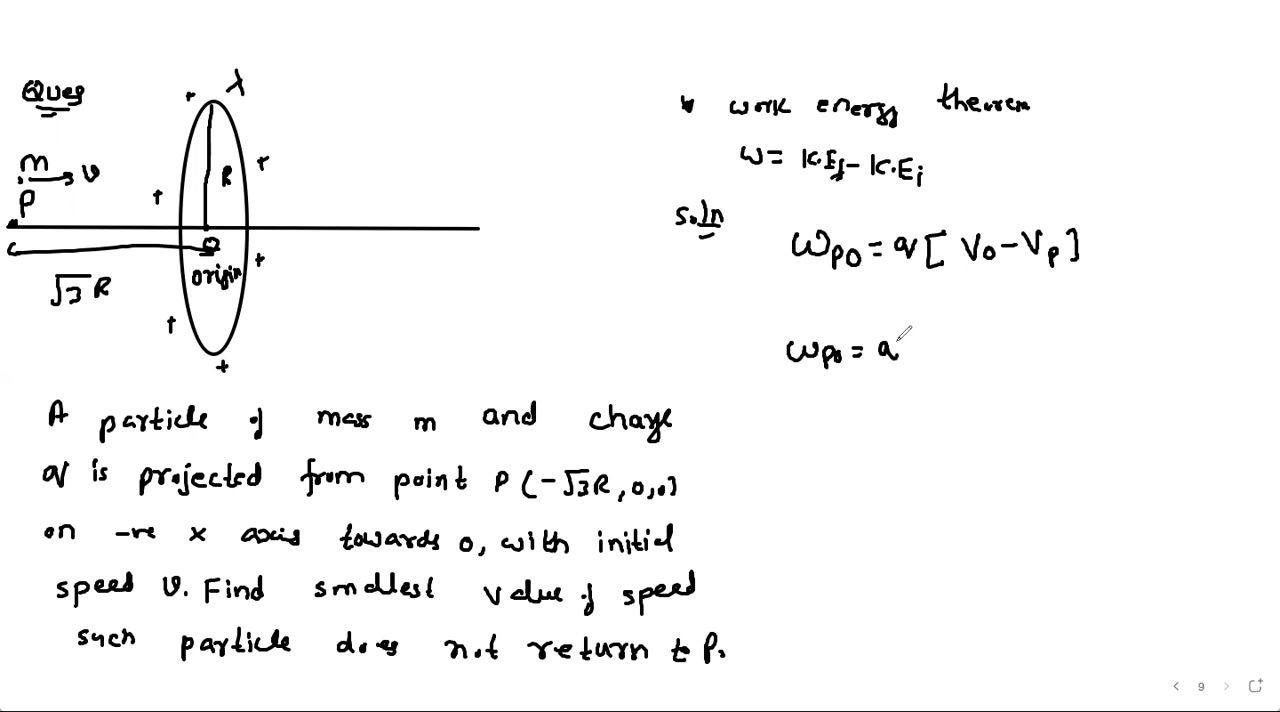 Ques
λ
m
v
P
R
O
origin
√3 R
+
+
+
+
+
+
A particle of mass m and charge
q is projected from point P (-√3R, 0,0)
on -ve x axis towards o, with initial
speed v. Find smallest value of speed
such particle does not return to P.
* work energy theorem
W = K.Ef - K.Ei
Soln
Wpo = q [ Vo - Vp ]
Wpo = q
9